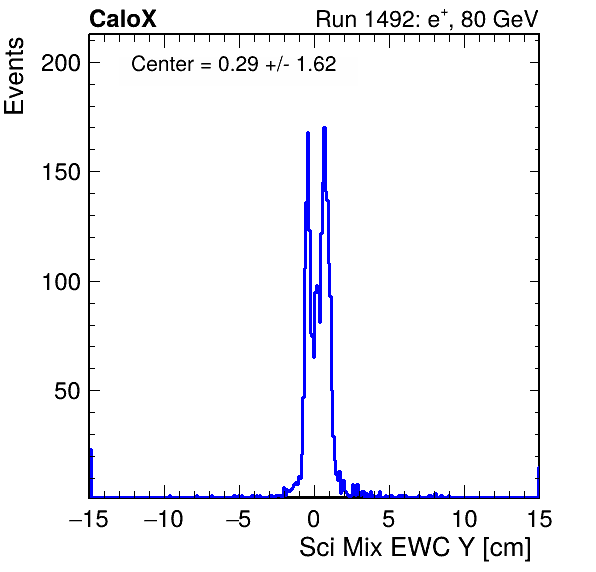 CaloX Run 1492: e⁺, 80 GeV
Center = 0.29 +/- 1.62
Events
200
150
100
50
−15 −10 −5 0 5 10 15
Sci Mix EWC Y [cm]